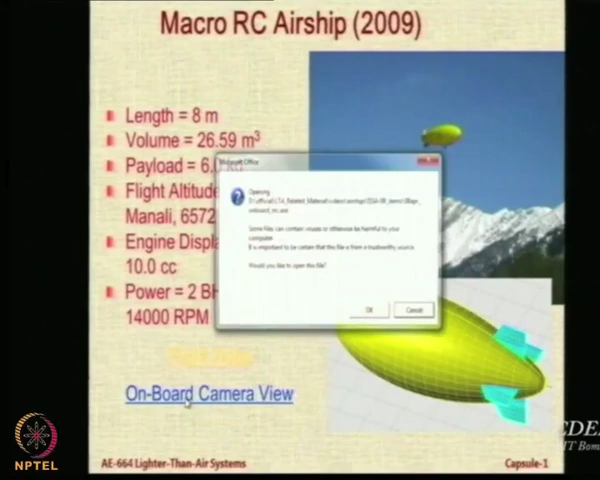 Macro RC Airship (2009)
Length = 8 m
Volume = 26.59 m³
Payload = 6.0
Flight Altitude
Manali, 6572
Engine Displa
10.0 cc
Power = 2 BH
14000 RPM
Microsoft Office
Opening
Some files can contain viruses or otherwise be harmful to your
computer.
It is important to be certain that this file is from a trustworthy source.
Would you like to open this file?
OK
Cancel
On-Board Camera View
NPTEL
AE-664 Lighter-Than-Air Systems
Capsule-1
CDE
IIT Bom